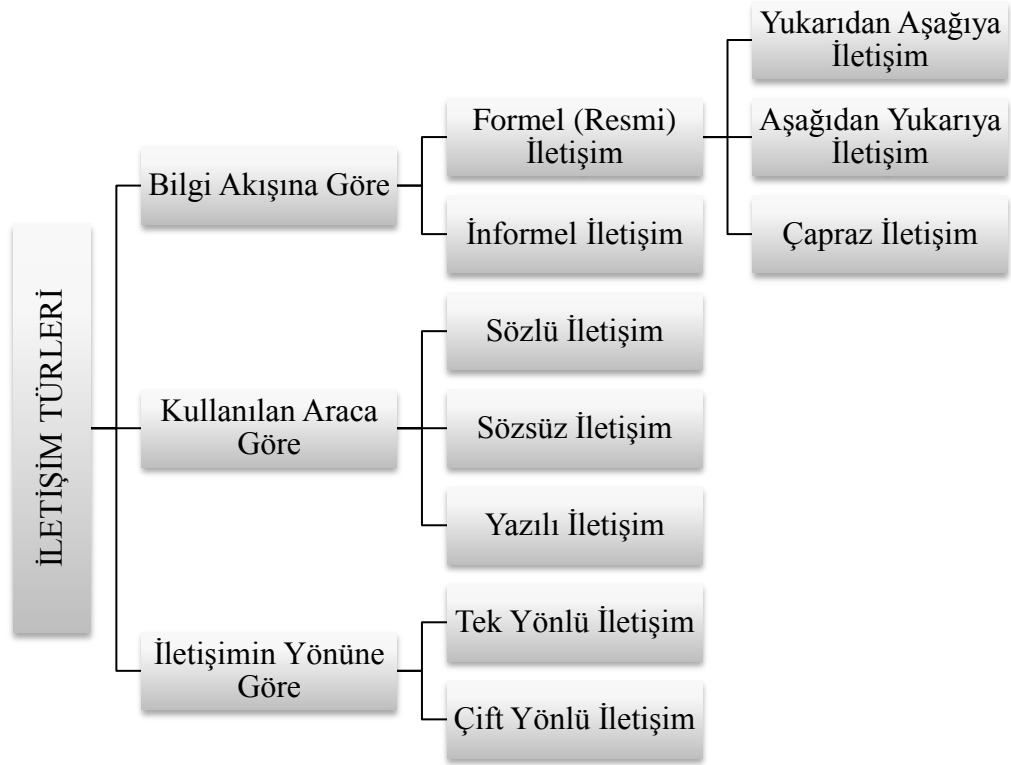 İLETİŞİM TÜRLERİ
Bilgi Akışına Göre
Formel (Resmi)
İletişim
Yukarıdan Aşağıya
İletişim
Aşağıdan Yukarıya
İletişim
Çapraz İletişim
İnformel İletişim
Kullanılan Araca
Göre
Sözlü İletişim
Sözsüz İletişim
Yazılı İletişim
İletişimin Yönüne
Göre
Tek Yönlü İletişim
Çift Yönlü İletişim